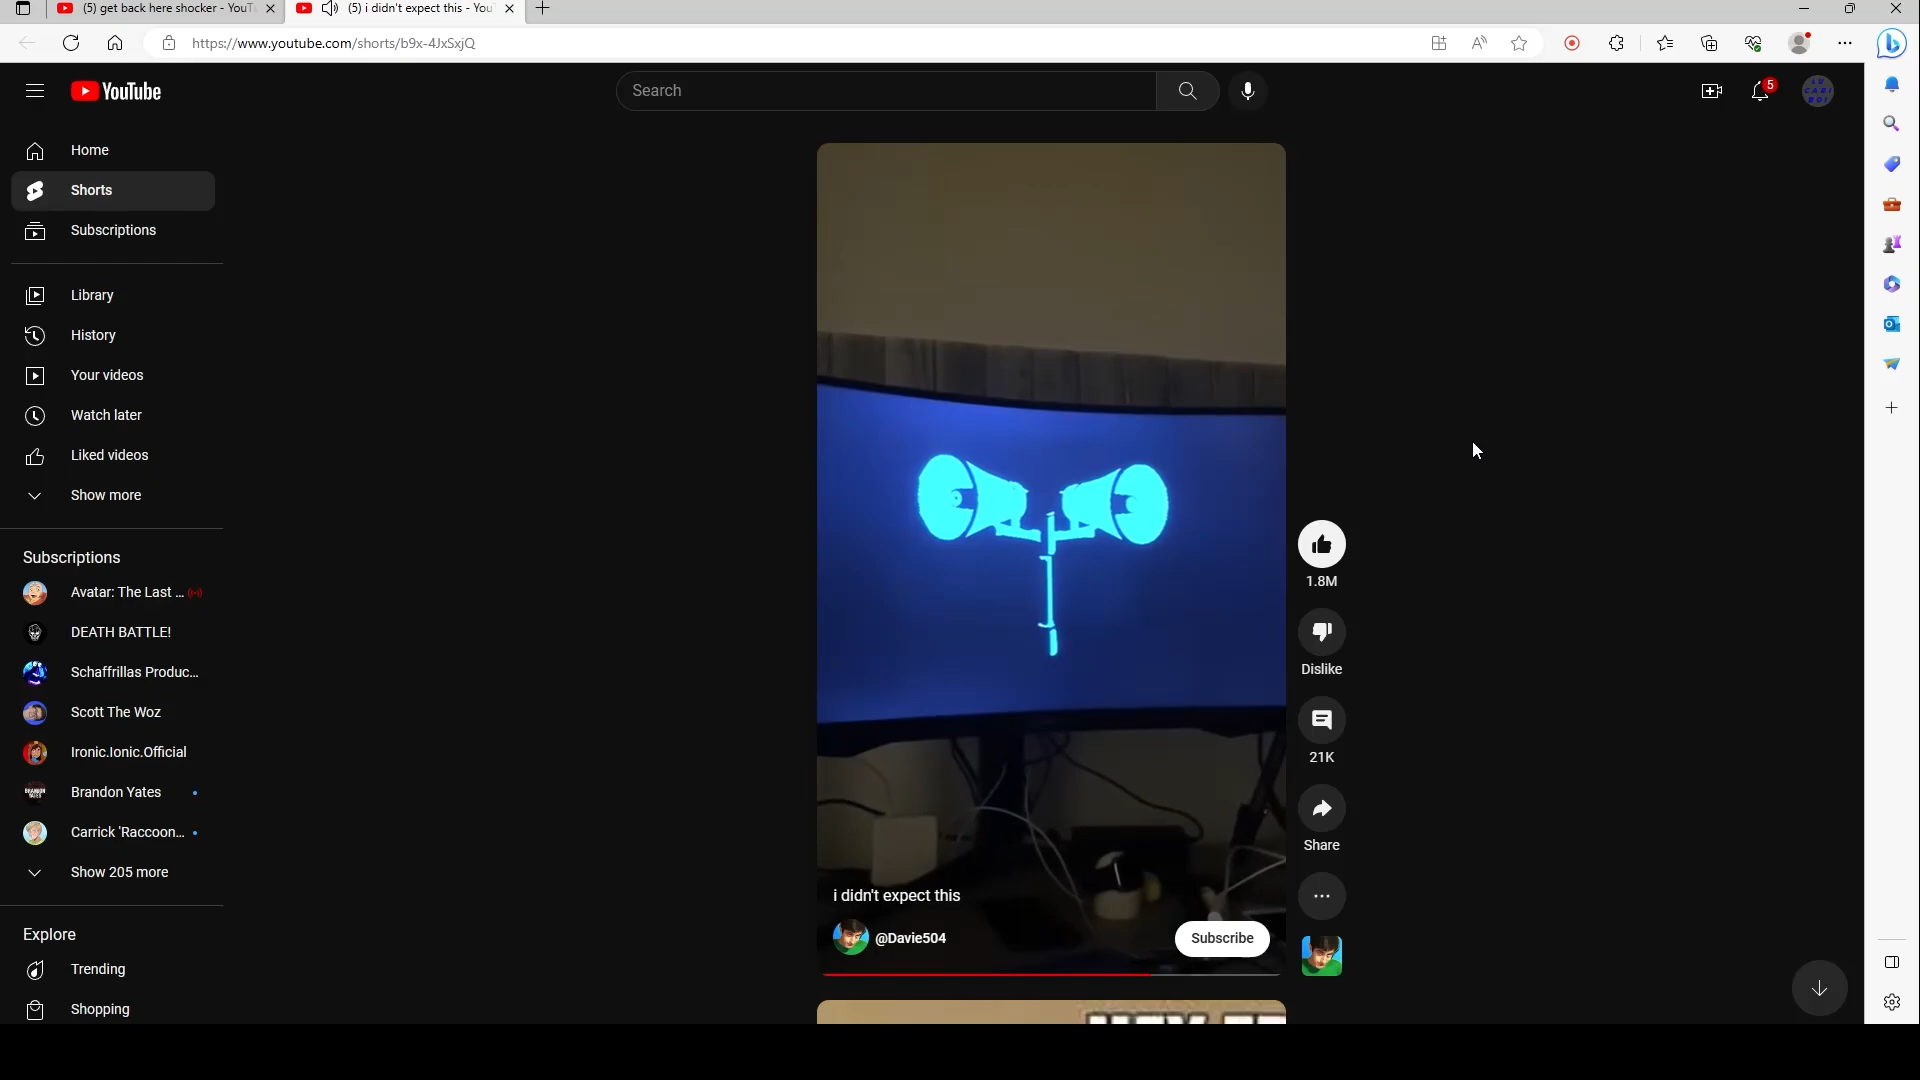 (5) get back here shocker - YouT
(5) i didn't expect this - You
https://www.youtube.com/shorts/b9x-4JxSxjQ
YouTube
Search
5
Home
Shorts
Subscriptions
Library
History
Your videos
Watch later
Liked videos
Show more
Subscriptions
Avatar: The Last ...
DEATH BATTLE!
Schaffrillas Produc...
Scott The Woz
Ironic.Ionic.Official
Brandon Yates
Carrick 'Raccoon...
Show 205 more
Explore
Trending
Shopping
1.8M
Dislike
21K
Share
i didn't expect this
@Davie504
Subscribe